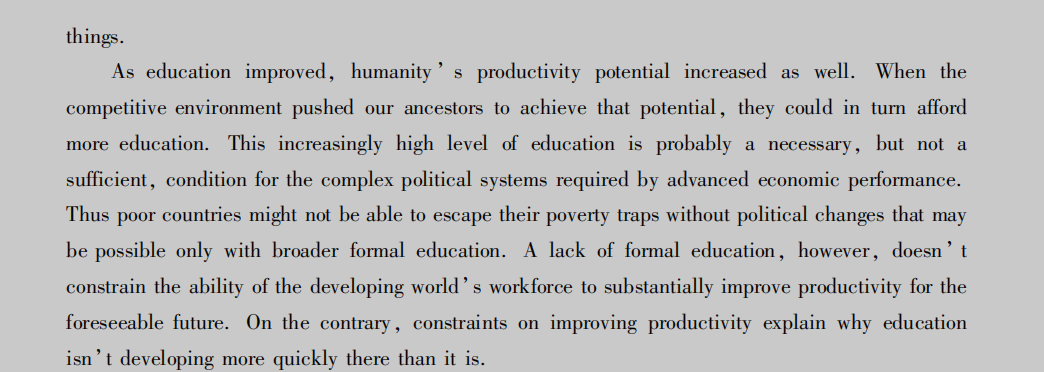 things.
As education improved, humanity's productivity potential increased as well. When the
competitive environment pushed our ancestors to achieve that potential, they could in turn afford
more education. This increasingly high level of education is probably a necessary, but not a
sufficient, condition for the complex political systems required by advanced economic performance.
Thus poor countries might not be able to escape their poverty traps without political changes that may
be possible only with broader formal education. A lack of formal education, however, doesn't
constrain the ability of the developing world's workforce to substantially improve productivity for the
foreseeable future. On the contrary, constraints on improving productivity explain why education
isn't developing more quickly there than it is.